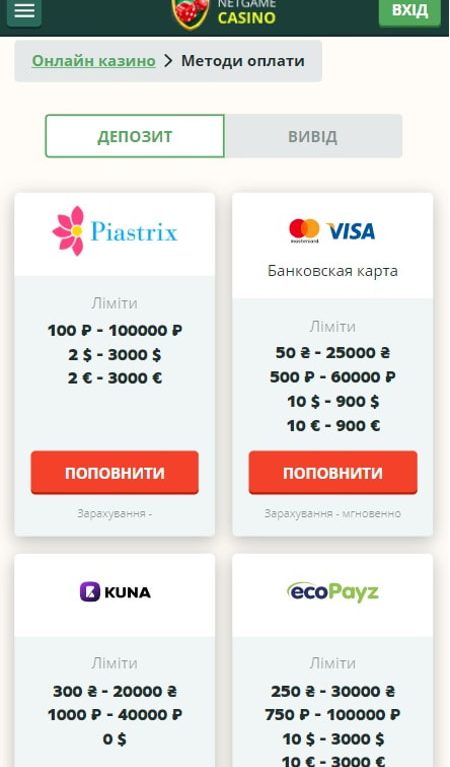 NETGAME
CASINO
ВХІД
Онлайн казино > Методи оплати
ДЕПОЗИТ
ВИВІД
Piastrix
Ліміти
100 ₽ - 100000 ₽
2 $ - 3000 $
2 € - 3000 €
ПОПОВНИТИ
Зарахування -
mastercard VISA
Банковская карта
Ліміти
50 ₴ - 25000 ₴
500 ₽ - 60000 ₽
10 $ - 900 $
10 € - 900 €
ПОПОВНИТИ
Зарахування - мгновенно
KUNA
Ліміти
300 ₴ - 20000 ₴
1000 ₽ - 40000 ₽
0 $
ecoPayz
Ліміти
250 ₴ - 30000 ₴
750 ₽ - 100000 ₽
10 $ - 3000 $
10 € - 3000 €